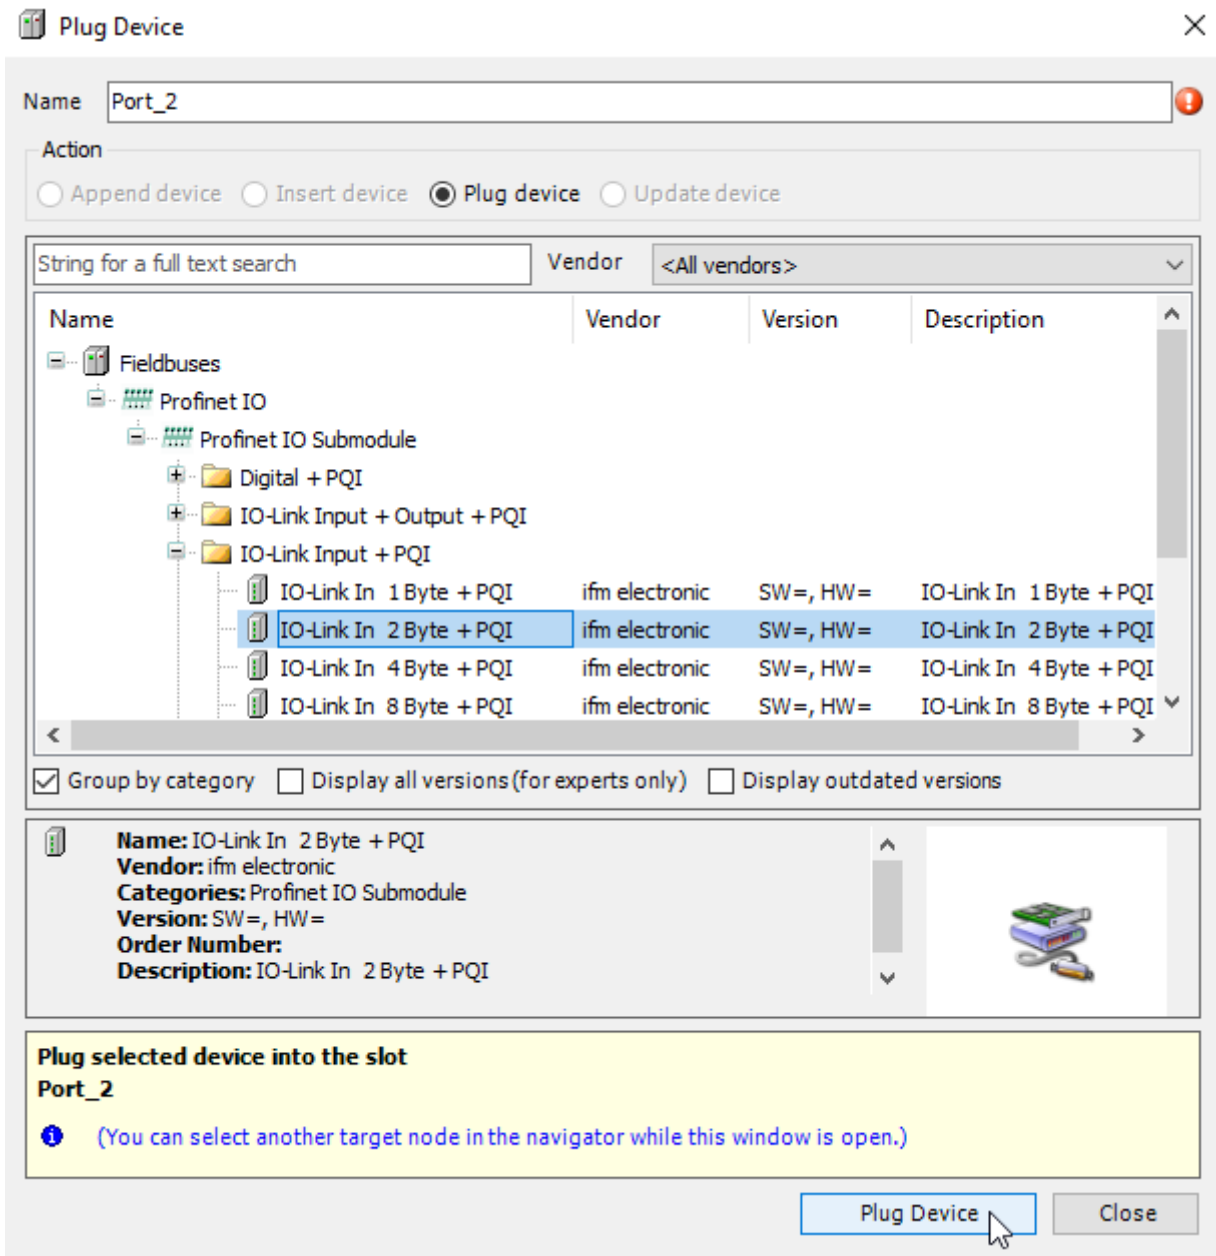 Plug Device
Name Port_2
Action
Append device Insert device Plug device Update device
String for a full text search Vendor <All vendors>
Name Vendor Version Description
Fieldbuses
Profinet IO
Profinet IO Submodule
Digital + PQI
IO-Link Input + Output + PQI
IO-Link Input + PQI
IO-Link In 1 Byte + PQI ifm electronic SW=, HW= IO-Link In 1 Byte + PQI
IO-Link In 2 Byte + PQI ifm electronic SW=, HW= IO-Link In 2 Byte + PQI
IO-Link In 4 Byte + PQI ifm electronic SW=, HW= IO-Link In 4 Byte + PQI
IO-Link In 8 Byte + PQI ifm electronic SW=, HW= IO-Link In 8 Byte + PQI
Group by category Display all versions (for experts only) Display outdated versions
Name: IO-Link In 2 Byte + PQI
Vendor: ifm electronic
Categories: Profinet IO Submodule
Version: SW=, HW=
Order Number:
Description: IO-Link In 2 Byte + PQI
Plug selected device into the slot
Port_2
(You can select another target node in the navigator while this window is open.)
Plug Device Close